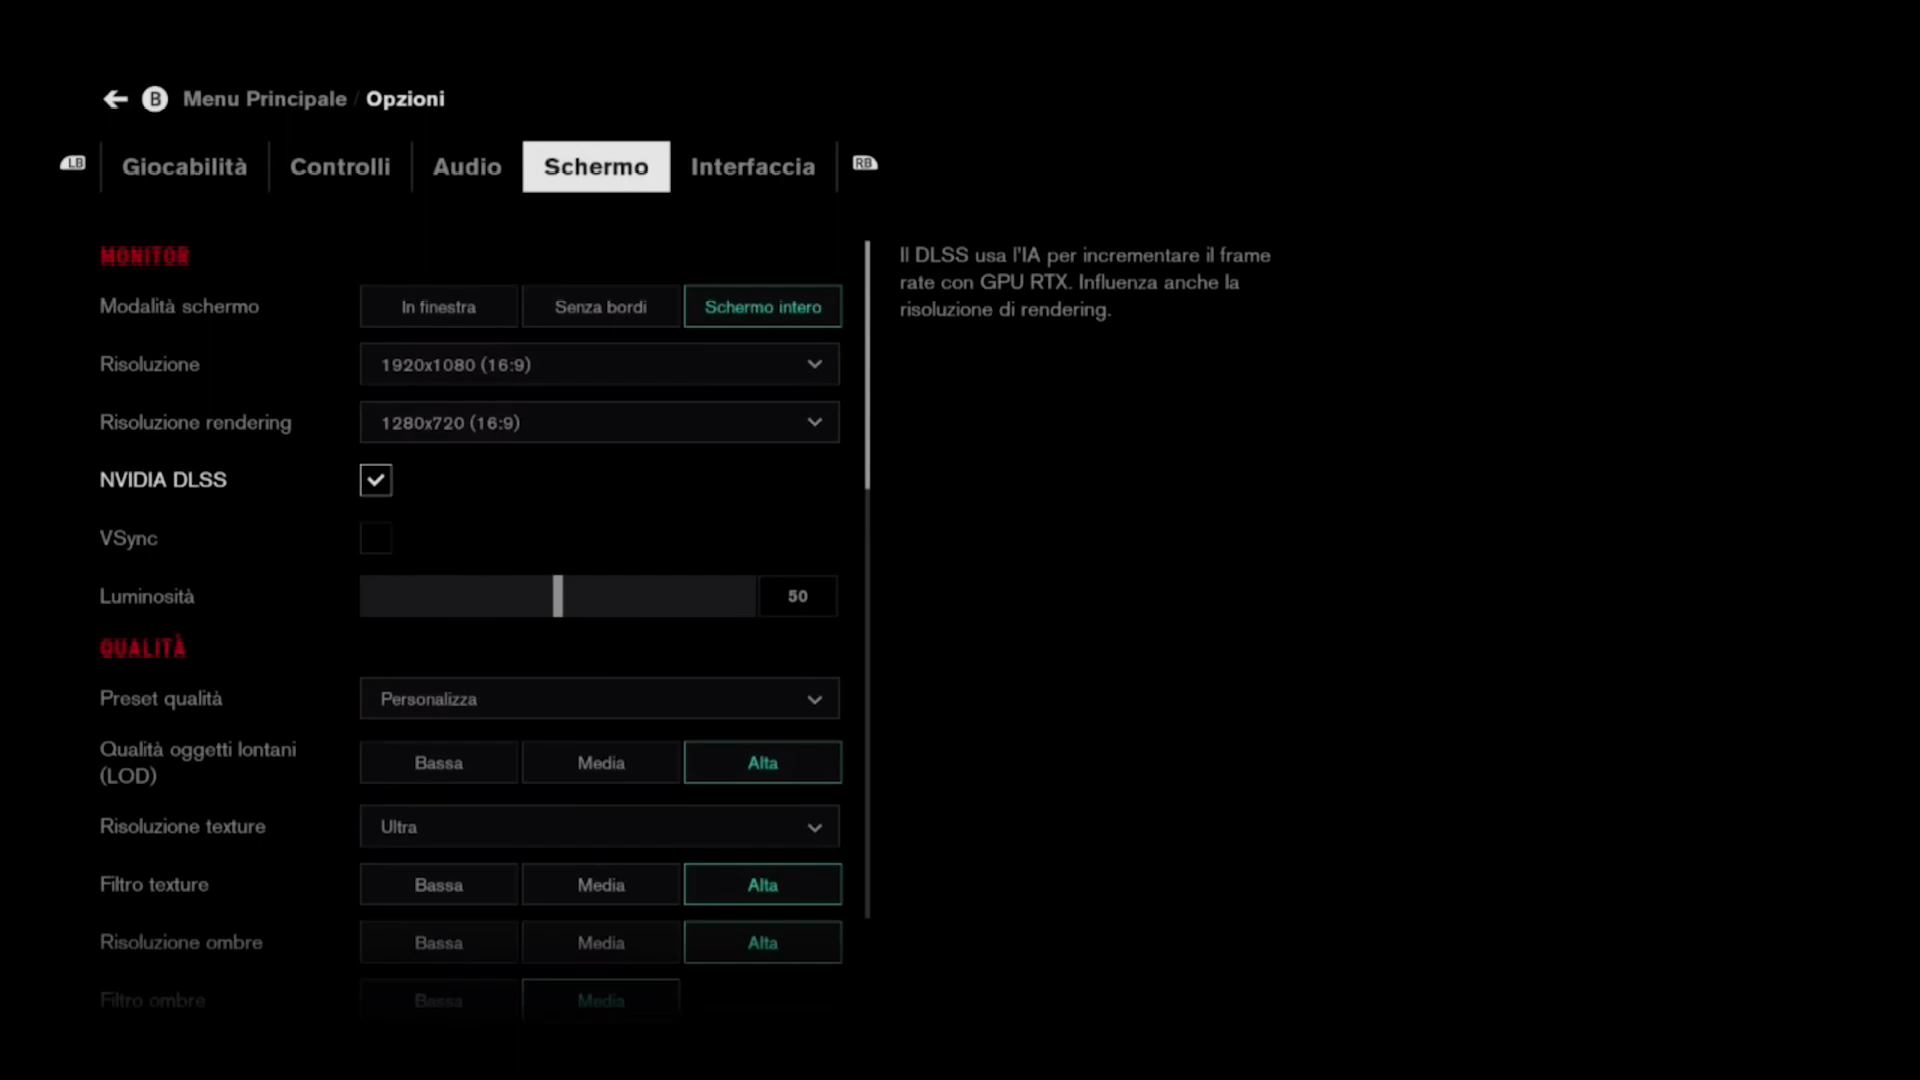 B Menu Principale / Opzioni
LB Giocabilità Controlli Audio Schermo Interfaccia RB
MONITOR
Modalità schermo In finestra Senza bordi Schermo intero
Risoluzione 1920x1080 (16:9)
Risoluzione rendering 1280x720 (16:9)
NVIDIA DLSS
VSync
Luminosità 50
QUALITÀ
Preset qualità Personalizza
Qualità oggetti lontani
(LOD) Bassa Media Alta
Risoluzione texture Ultra
Filtro texture Bassa Media Alta
Risoluzione ombre Bassa Media Alta
Filtro ombre Bassa Media
Il DLSS usa l'IA per incrementare il frame
rate con GPU RTX. Influenza anche la
risoluzione di rendering.